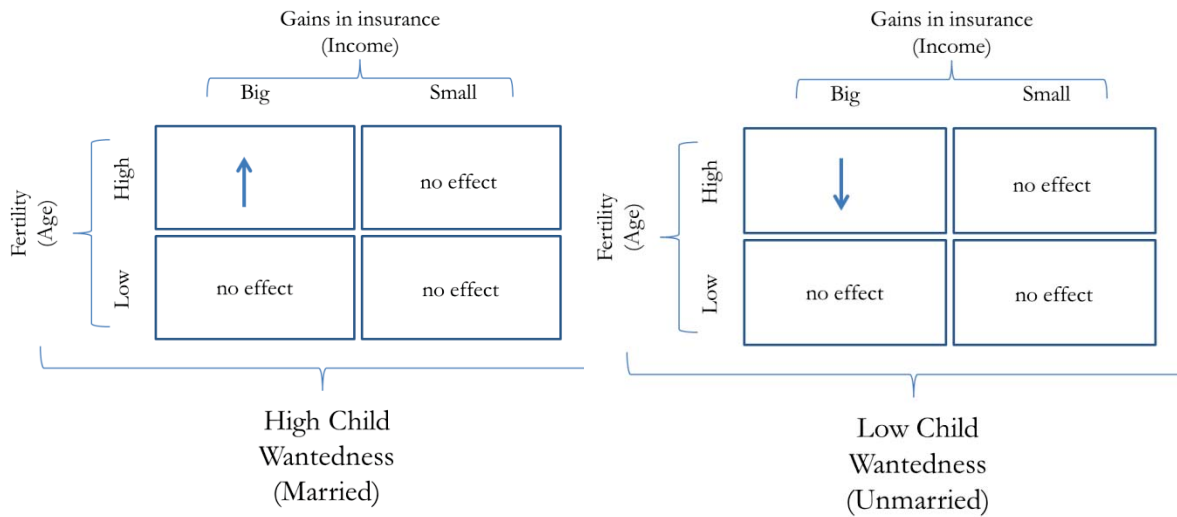 Gains in insurance
(Income)
Big
Small
Fertility
(Age)
High
no effect
Low
no effect
no effect
High Child
Wantedness
(Married)
Gains in insurance
(Income)
Big
Small
Fertility
(Age)
High
no effect
Low
no effect
no effect
Low Child
Wantedness
(Unmarried)